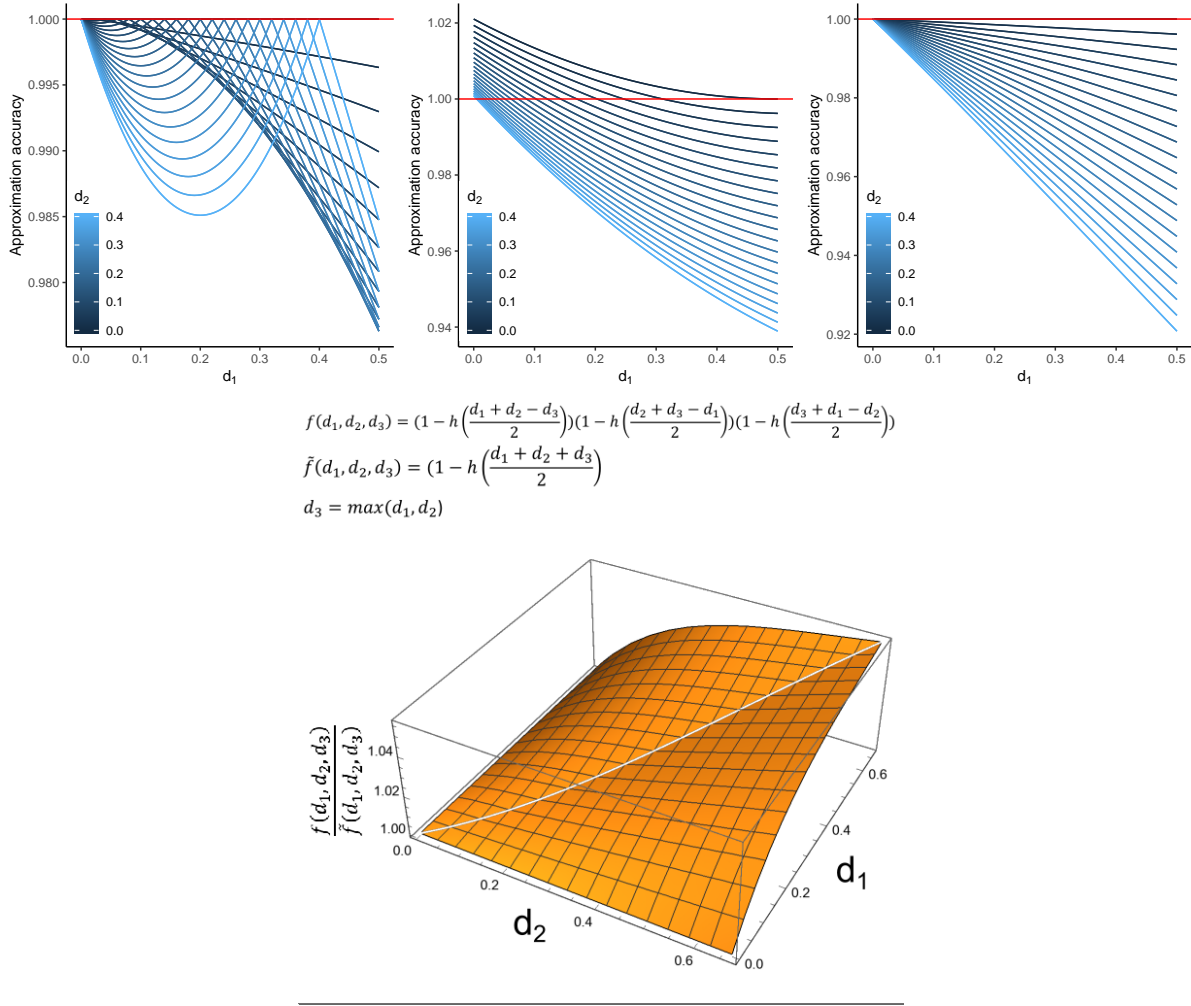 1.000
0.995
0.990
0.985
0.980
Approximation accuracy
d₂
0.4
0.3
0.2
0.1
0.0
0.0 0.1 0.2 0.3 0.4 0.5
d₁
1.02
1.00
0.98
0.96
0.94
Approximation accuracy
d₂
0.4
0.3
0.2
0.1
0.0
0.0 0.1 0.2 0.3 0.4 0.5
d₁
1.00
0.98
0.96
0.94
0.92
Approximation accuracy
d₂
0.4
0.3
0.2
0.1
0.0
0.0 0.1 0.2 0.3 0.4 0.5
d₁
f(d₁, d₂, d₃) = (1 − h((d₁ + d₂ − d₃)/2))(1 − h((d₂ + d₃ − d₁)/2))(1 − h((d₃ + d₁ − d₂)/2))
f̃(d₁, d₂, d₃) = (1 − h((d₁ + d₂ + d₃)/2)
d₃ = max(d₁, d₂)
f(d₁, d₂, d₃)
f̃(d₁, d₂, d₃)
1.04
1.02
1.00
0.0
0.2
0.4
0.6
d₂
0.0
0.2
0.4
0.6
d₁